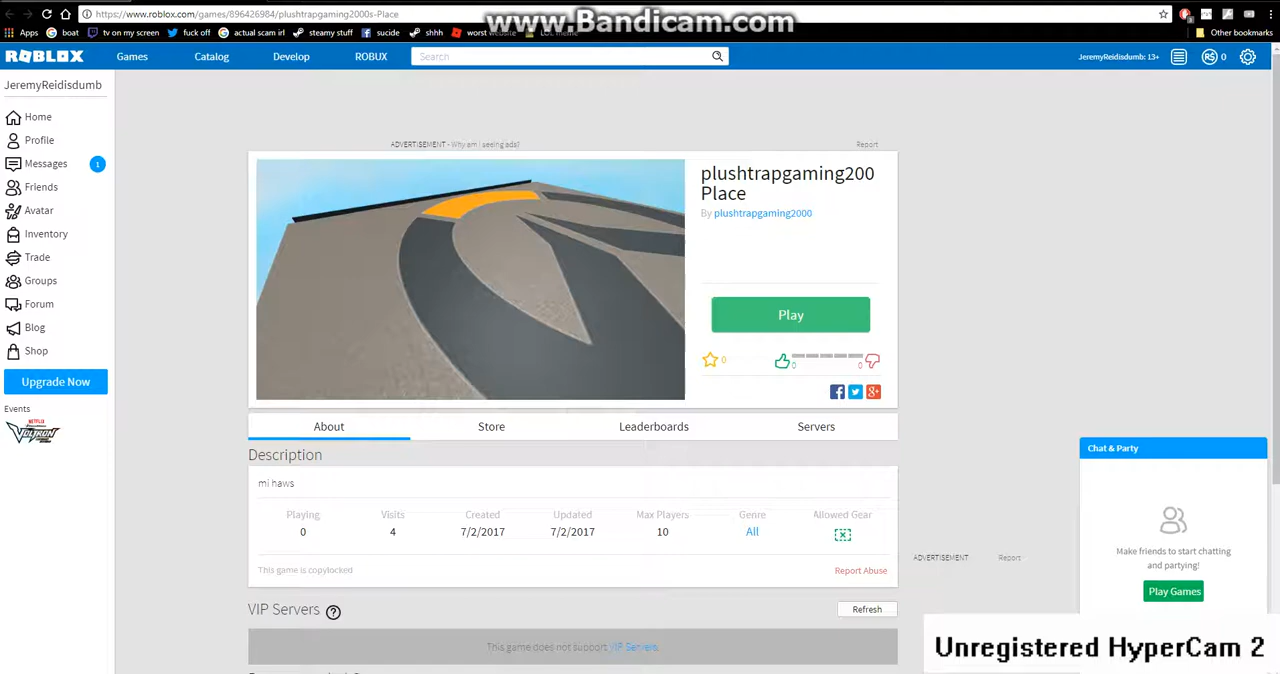 https://www.roblox.com/games/896426984/plushtrapgaming2000s-Place
www.Bandicam.com
Apps boat tv on my screen fuck off actual scam irl steamy stuff sucide shhh worst website Other bookmarks
ROBLOX Games Catalog Develop ROBUX Search JeremyReidisdumb: 13+ R$ 0
JeremyReidisdumb
Home
Profile
Messages 1
Friends
Avatar
Inventory
Trade
Groups
Forum
Blog
Shop
Upgrade Now
Events
NETFLIX
VOLTRON
ADVERTISEMENT - Why am I seeing ads? Report
plushtrapgaming200
Place
By plushtrapgaming2000
Play
0 0 0
About Store Leaderboards Servers
Description
mi haws
Playing Visits Created Updated Max Players Genre Allowed Gear
0 4 7/2/2017 7/2/2017 10 All
This game is copylocked Report Abuse
VIP Servers ? Refresh
This game does not support VIP Servers.
ADVERTISEMENT Report
Chat & Party
Make friends to start chatting
and partying!
Play Games
Unregistered HyperCam 2